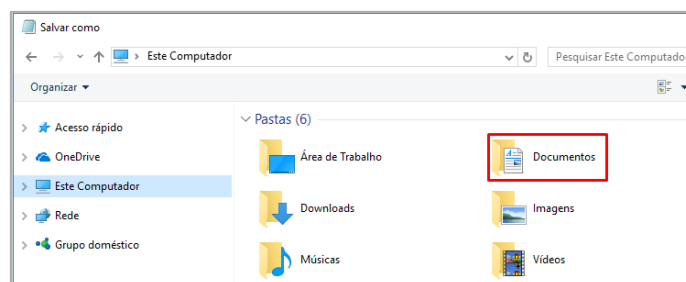 Salvar como
Este Computador
Pesquisar Este Computador
Organizar
Acesso rápido
OneDrive
Este Computador
Rede
Grupo doméstico
Pastas (6)
Área de Trabalho
Documentos
Downloads
Imagens
Músicas
Vídeos